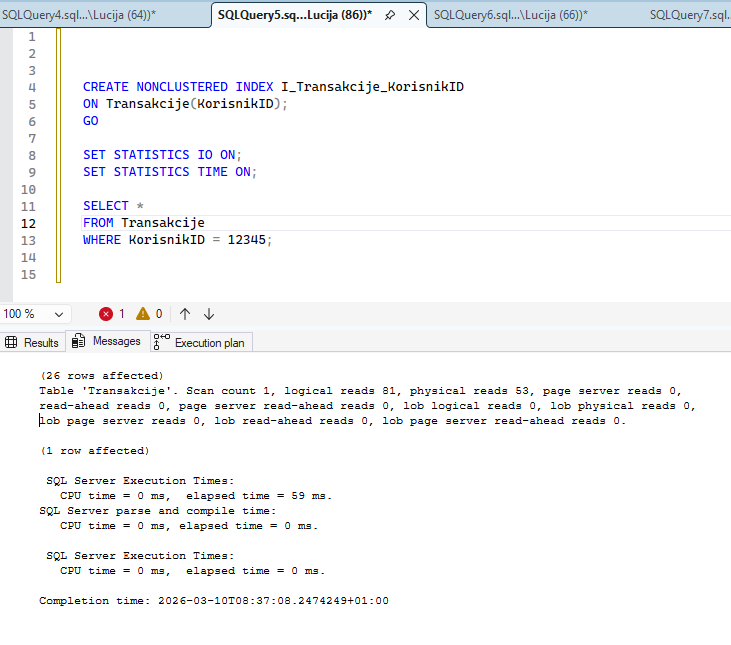 SQLQuery4.sql...\Lucija (64))*
SQLQuery5.sq...Lucija (86))*
SQLQuery6.sql...\Lucija (66))*
SQLQuery7.sql.
1
2
3
4 CREATE NONCLUSTERED INDEX I_Transakcije_KorisnikID
5 ON Transakcije(KorisnikID);
6 GO
7
8 SET STATISTICS IO ON;
9 SET STATISTICS TIME ON;
10
11 SELECT *
12 FROM Transakcije
13 WHERE KorisnikID = 12345;
14
15
100 % 1 0
Results Messages Execution plan
(26 rows affected)
Table 'Transakcije'. Scan count 1, logical reads 81, physical reads 53, page server reads 0,
read-ahead reads 0, page server read-ahead reads 0, lob logical reads 0, lob physical reads 0,
lob page server reads 0, lob read-ahead reads 0, lob page server read-ahead reads 0.
(1 row affected)
SQL Server Execution Times:
CPU time = 0 ms,  elapsed time = 59 ms.
SQL Server parse and compile time:
CPU time = 0 ms, elapsed time = 0 ms.
SQL Server Execution Times:
CPU time = 0 ms,  elapsed time = 0 ms.
Completion time: 2026-03-10T08:37:08.2474249+01:00